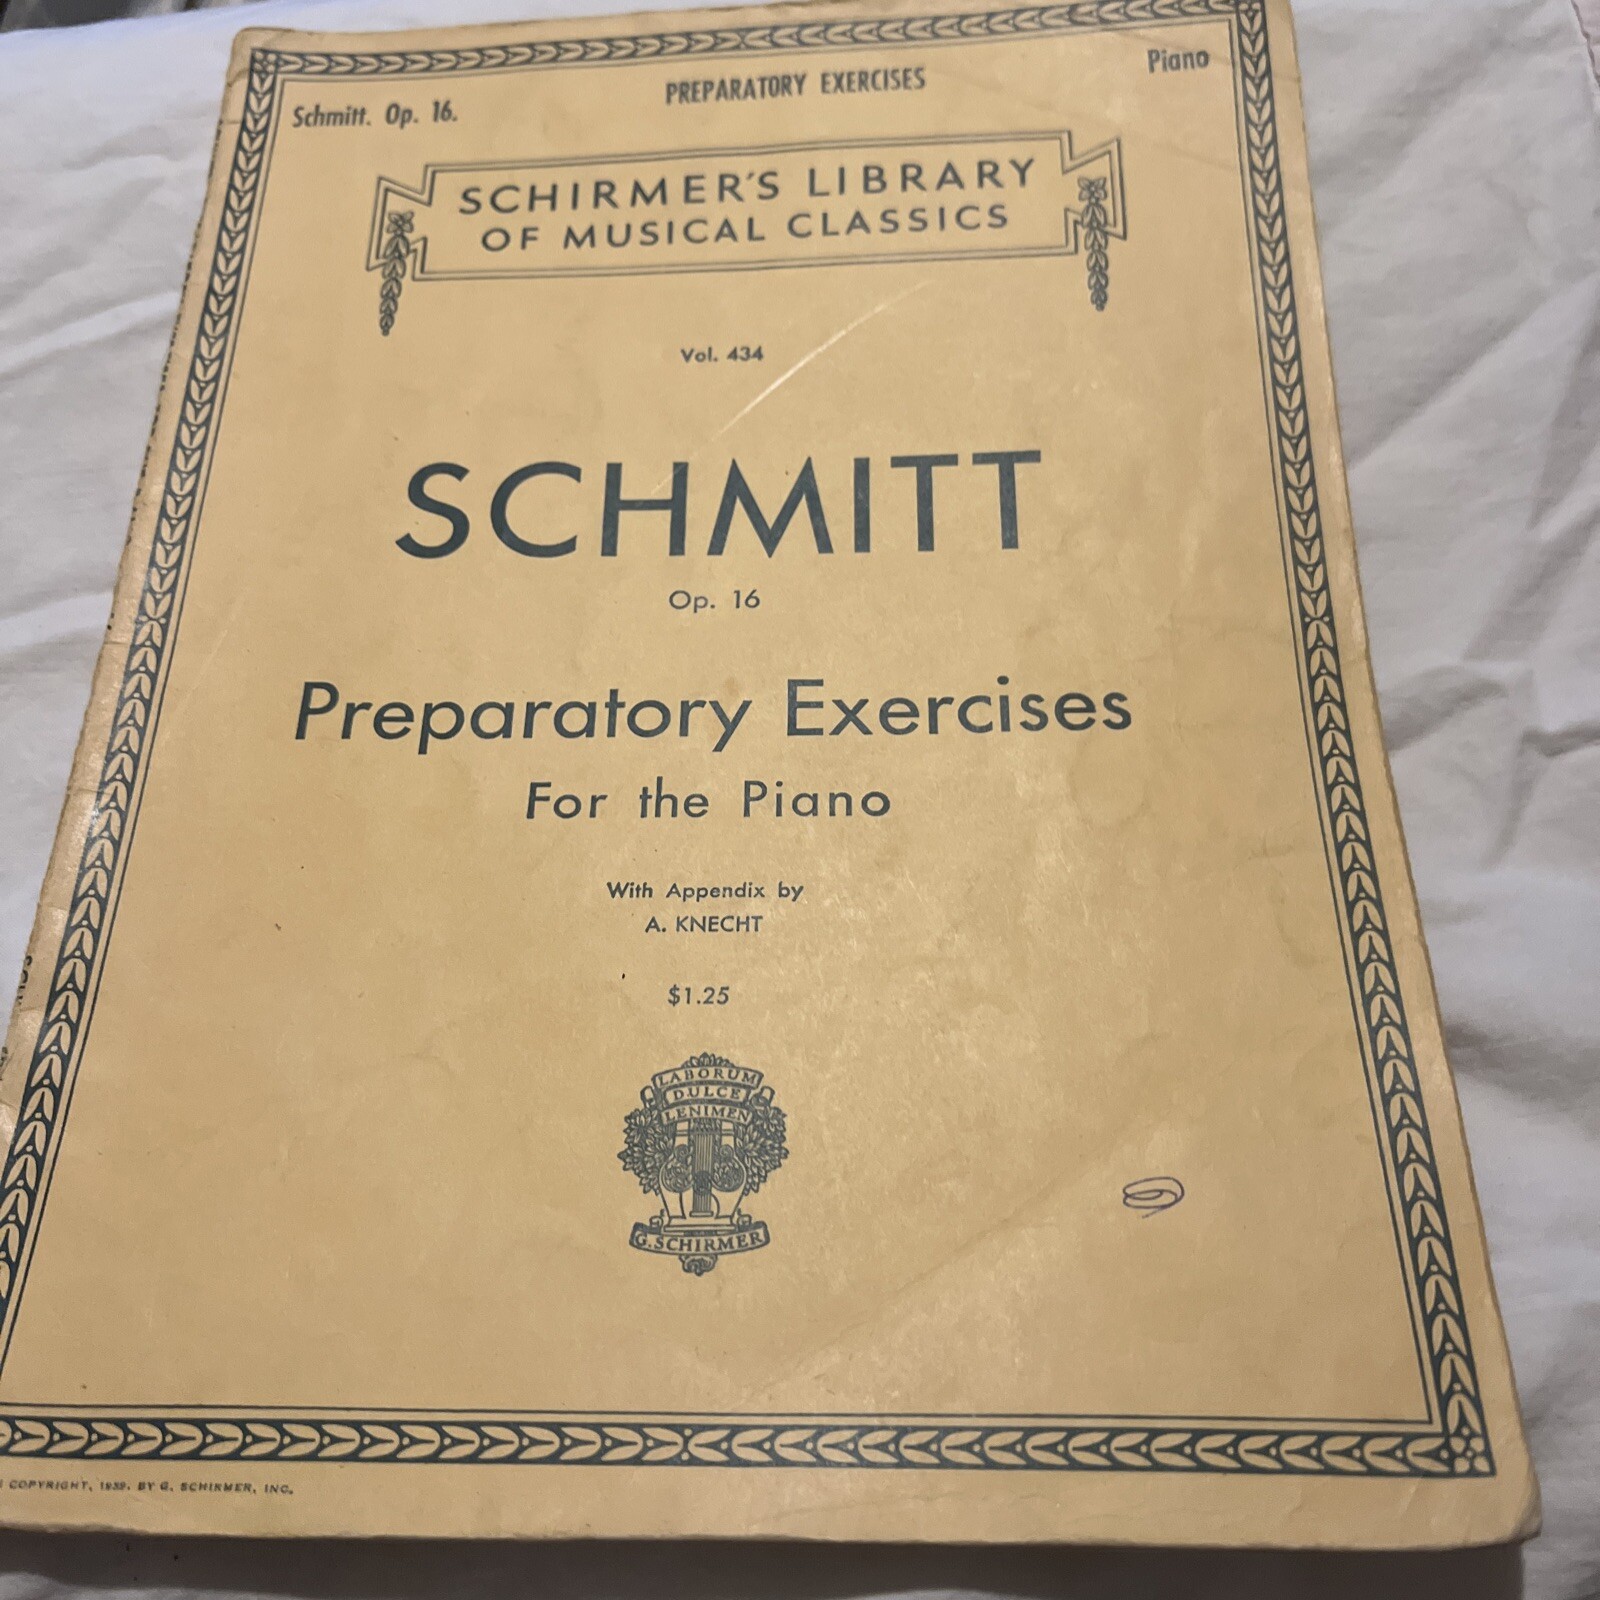 Schmitt. Op. 16.
PREPARATORY EXERCISES
Piano
SCHIRMER'S LIBRARY
OF MUSICAL CLASSICS
Vol. 434
SCHMITT
Op. 16
Preparatory Exercises
For the Piano
With Appendix by
A. KNECHT
$1.25
LABORUM
DULCE
LENIMEN
G. SCHIRMER
COPYRIGHT, 1939, BY G. SCHIRMER, INC.